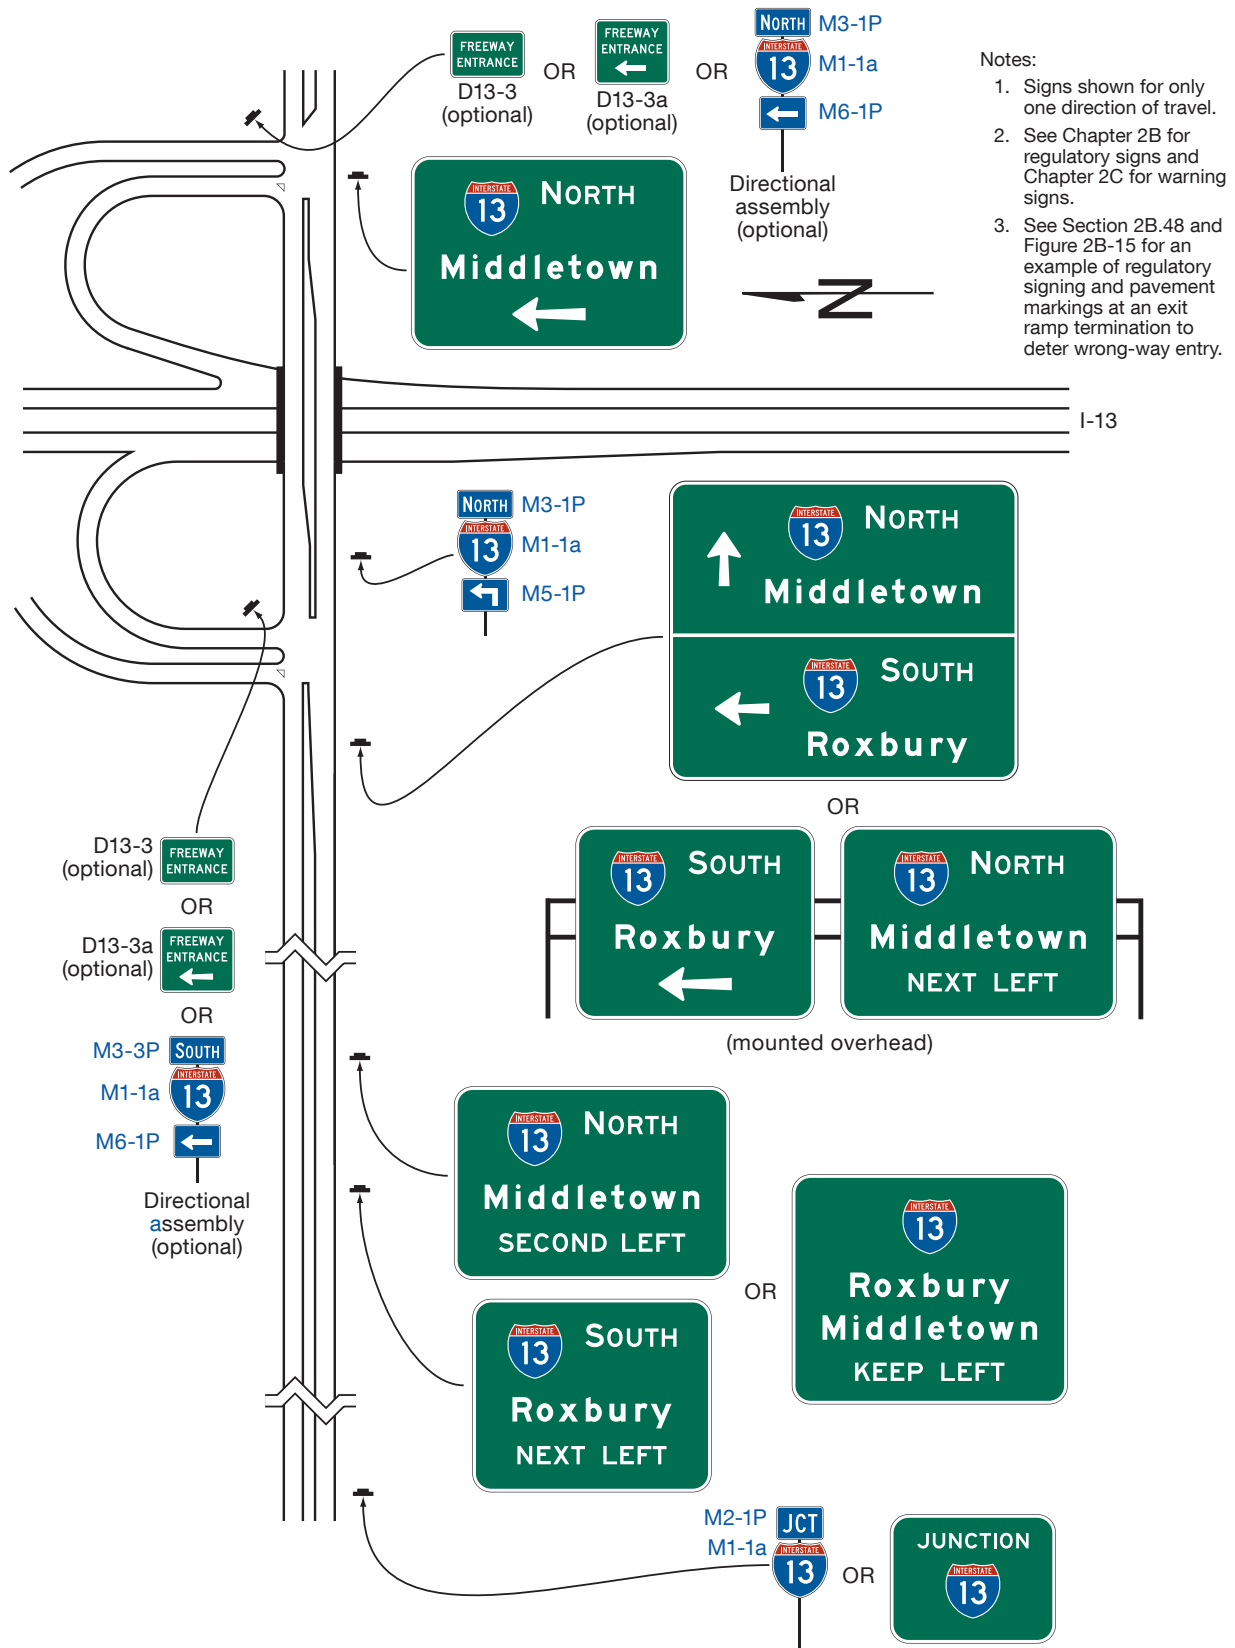 FREEWAY
ENTRANCE
D13-3
(optional)
OR
FREEWAY
ENTRANCE
D13-3a
(optional)
OR
NORTH
M3-1P
INTERSTATE
13
M1-1a
M6-1P
Directional
assembly
(optional)
Notes:
1. Signs shown for only
one direction of travel.
2. See Chapter 2B for
regulatory signs and
Chapter 2C for warning
signs.
3. See Section 2B.48 and
Figure 2B-15 for an
example of regulatory
signing and pavement
markings at an exit
ramp termination to
deter wrong-way entry.
INTERSTATE
13
NORTH
Middletown
N
I-13
NORTH
M3-1P
INTERSTATE
13
M1-1a
M5-1P
INTERSTATE
13
NORTH
Middletown
INTERSTATE
13
SOUTH
Roxbury
OR
INTERSTATE
13
SOUTH
Roxbury
INTERSTATE
13
NORTH
Middletown
NEXT LEFT
(mounted overhead)
D13-3
(optional)
FREEWAY
ENTRANCE
OR
D13-3a
(optional)
FREEWAY
ENTRANCE
OR
M3-3P
SOUTH
M1-1a
INTERSTATE
13
M6-1P
Directional
assembly
(optional)
INTERSTATE
13
NORTH
Middletown
SECOND LEFT
INTERSTATE
13
SOUTH
Roxbury
NEXT LEFT
OR
INTERSTATE
13
Roxbury
Middletown
KEEP LEFT
M2-1P
JCT
M1-1a
INTERSTATE
13
OR
JUNCTION
INTERSTATE
13